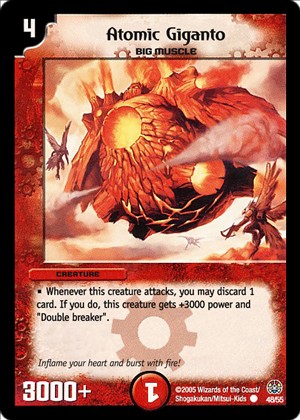 4
Atomic Giganto
BIG MUSCLE
CREATURE
▪ Whenever this creature attacks, you may discard 1
card. If you do, this creature gets +3000 power and
"Double breaker".
Inflame your heart and burst with fire!
3000+
1
©2005 Wizards of the Coast/
Shogakukan/Mitsui-Kids
48/55